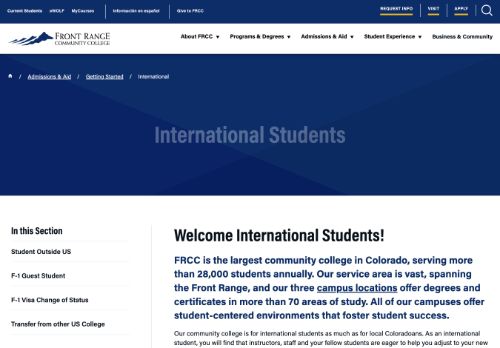 Current Students eWOLF MyCourses Información en español Give to FRCC REQUEST INFO VISIT APPLY
FRONT RANGE
COMMUNITY COLLEGE
About FRCC Programs & Degrees Admissions & Aid Student Experience Business & Community
/ Admissions & Aid / Getting Started / International
International Students
In this Section
Student Outside US
F-1 Guest Student
F-1 Visa Change of Status
Transfer from other US College
Welcome International Students!
FRCC is the largest community college in Colorado, serving more
than 28,000 students annually. Our service area is vast, spanning
the Front Range, and our three campus locations offer degrees and
certificates in more than 70 areas of study. All of our campuses offer
student-centered environments that foster student success.
Our community college is for international students as much as for local Coloradoans. As an international
student, you will find that instructors, staff and your fellow students are eager to help you adjust to your new